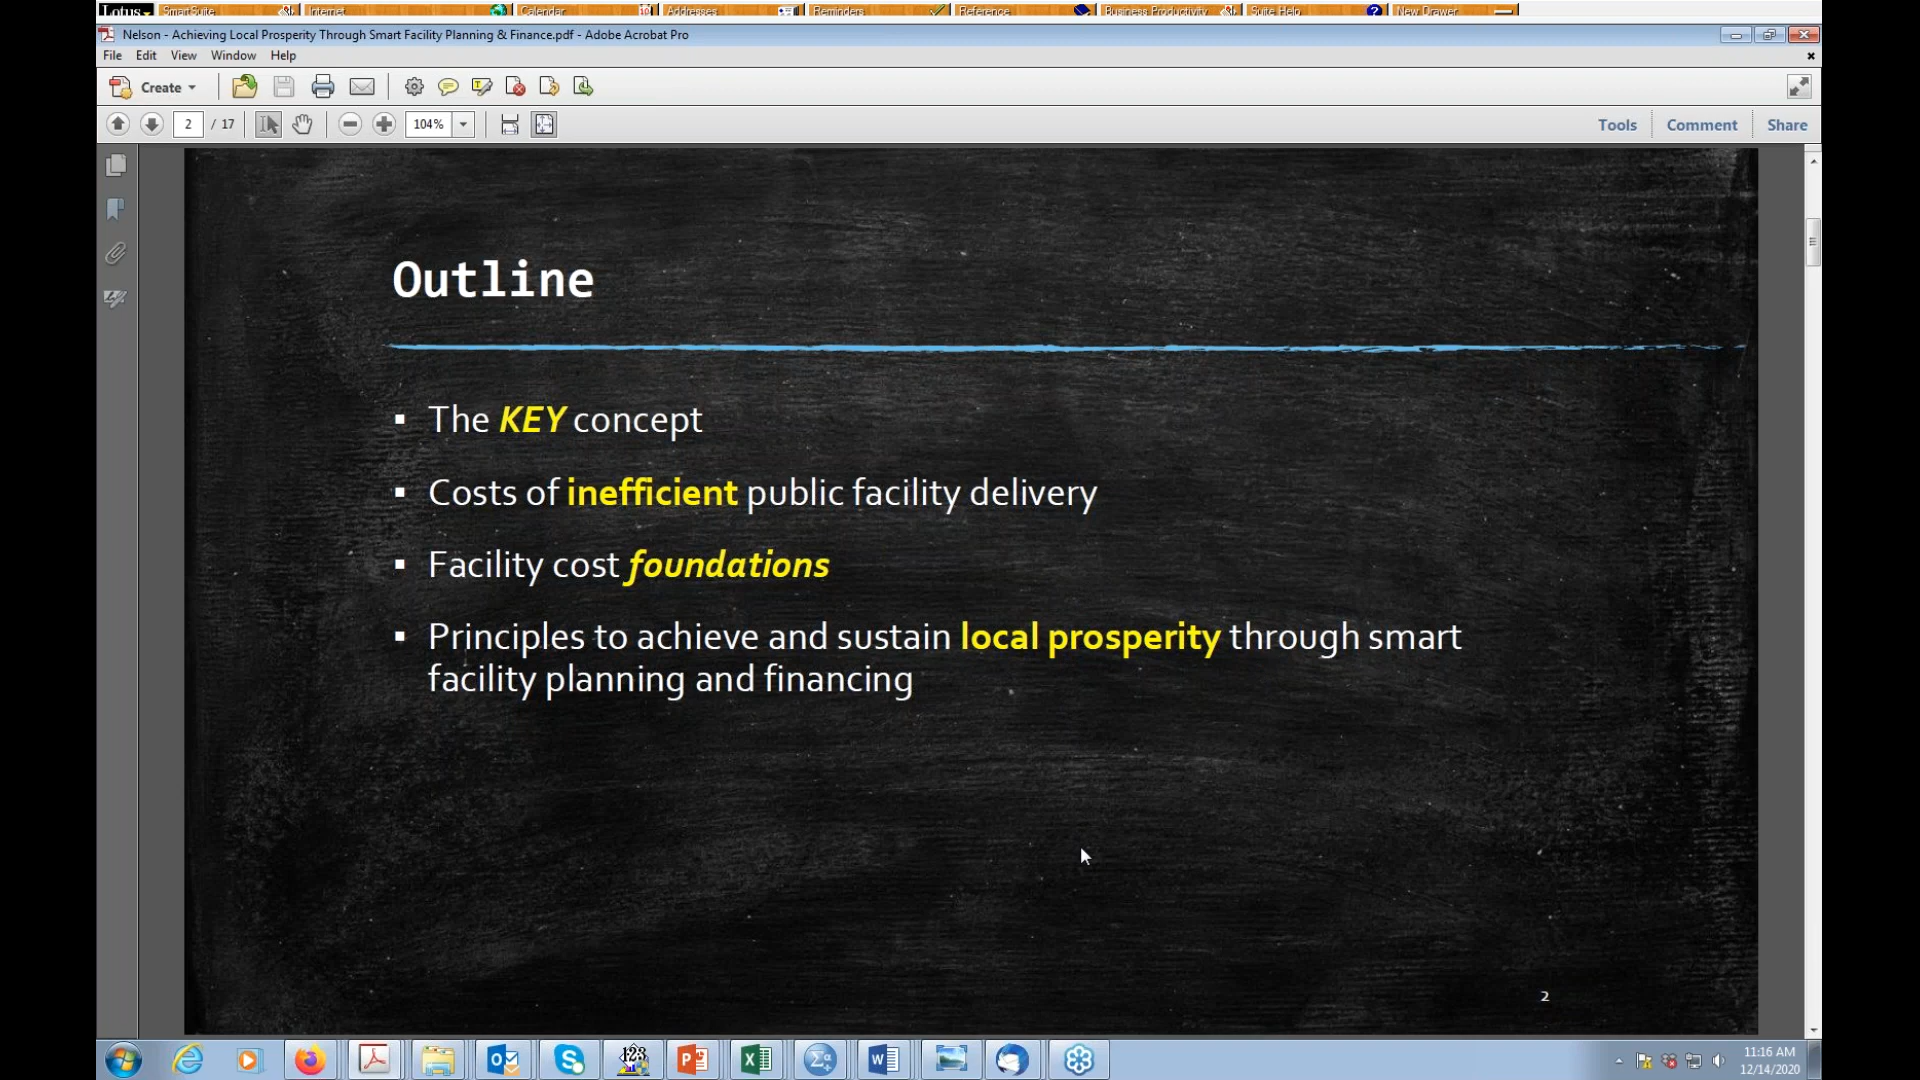 Lotus SmartSuite Internet Calendar 10 Addresses Reminders Reference Business Productivity Suite Help ? New Drawer
Nelson - Achieving Local Prosperity Through Smart Facility Planning & Finance.pdf - Adobe Acrobat Pro
File Edit View Window Help
Create
2 / 17 104% Tools Comment Share
Outline
▪ The KEY concept
▪ Costs of inefficient public facility delivery
▪ Facility cost foundations
▪ Principles to achieve and sustain local prosperity through smart
facility planning and financing
2
11:16 AM
12/14/2020